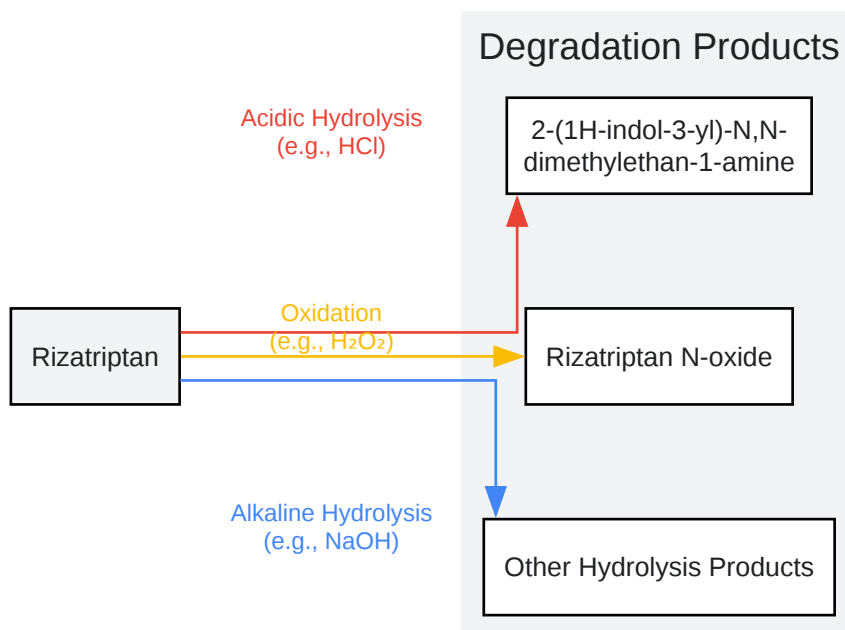 Degradation Products
Acidic Hydrolysis
(e.g., HCl)
2-(1H-indol-3-yl)-N,N-
dimethylethan-1-amine
Rizatriptan
Oxidation
(e.g., H₂O₂)
Rizatriptan N-oxide
Alkaline Hydrolysis
(e.g., NaOH)
Other Hydrolysis Products